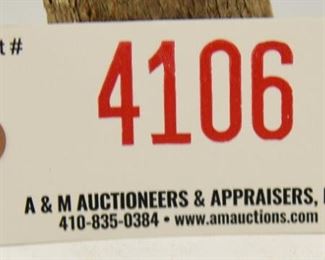 t #
4106
A & M AUCTIONEERS & APPRAISERS,
410-835-0384 • www.amauctions.com